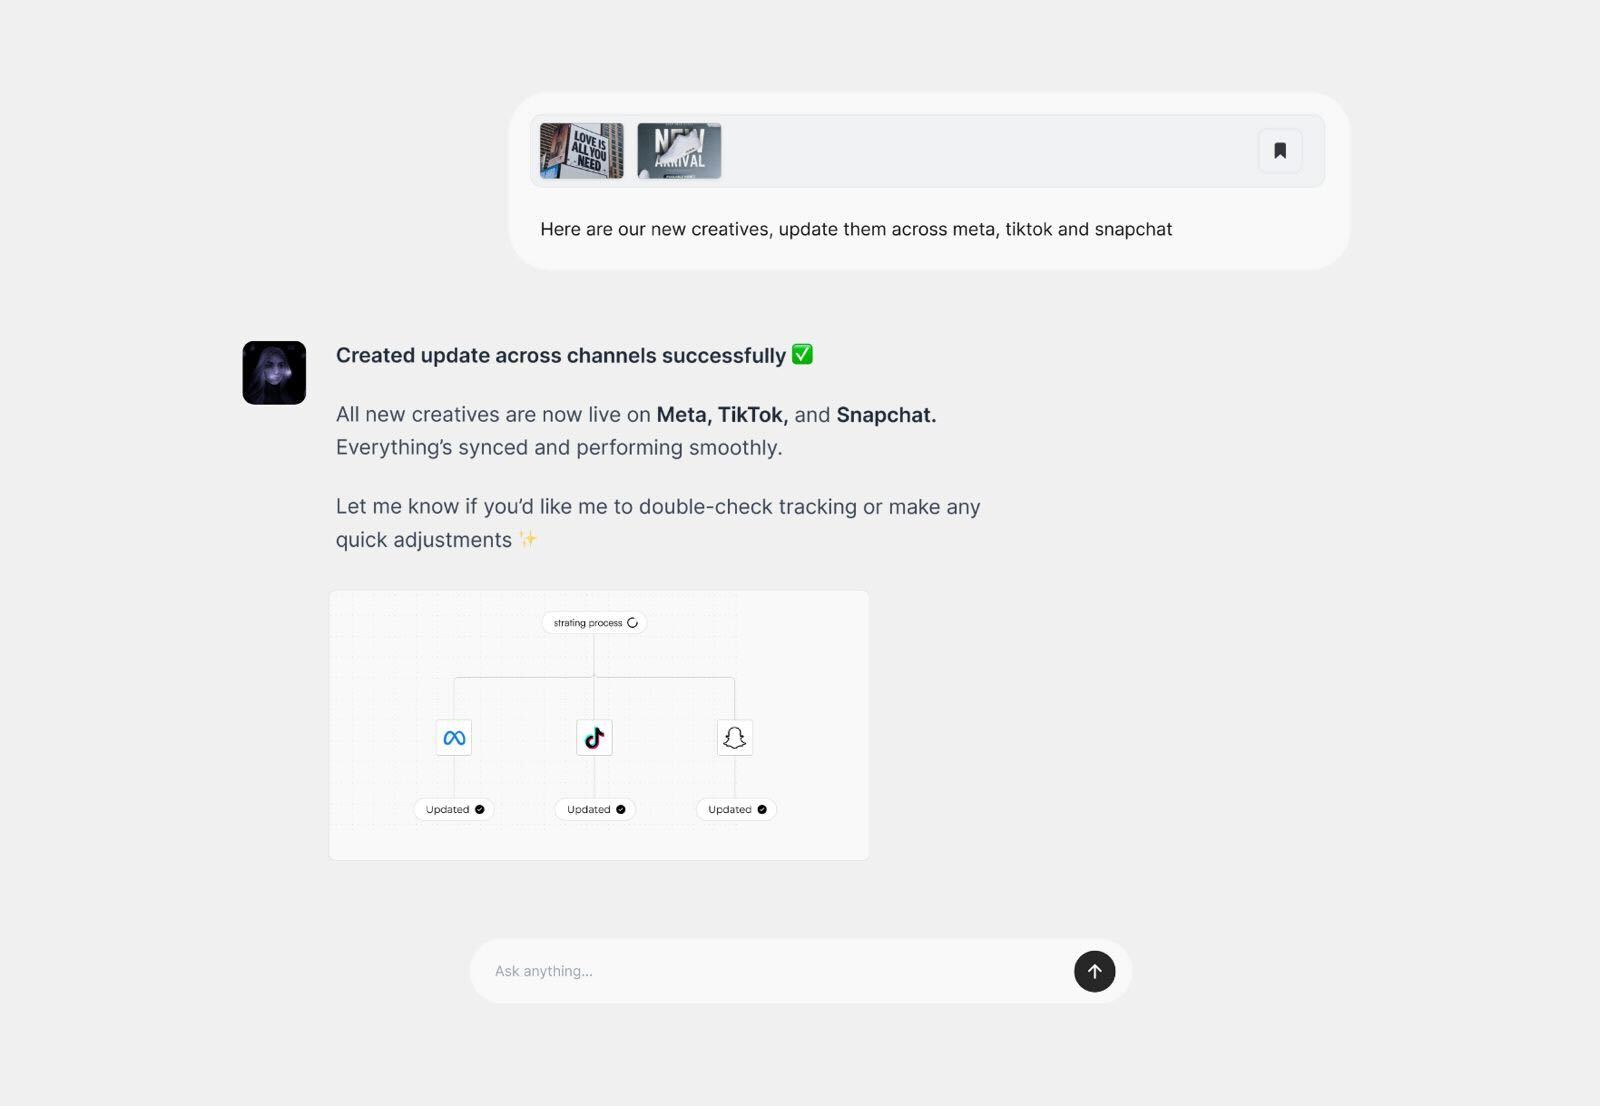 LOVE IS
ALL YOU
NEED
NEW
ARRIVAL
Here are our new creatives, update them across meta, tiktok and snapchat
Created update across channels successfully ✅
All new creatives are now live on Meta, TikTok, and Snapchat.
Everything’s synced and performing smoothly.
Let me know if you’d like me to double-check tracking or make any
quick adjustments ✨
strating process
Updated
Updated
Updated
Ask anything...